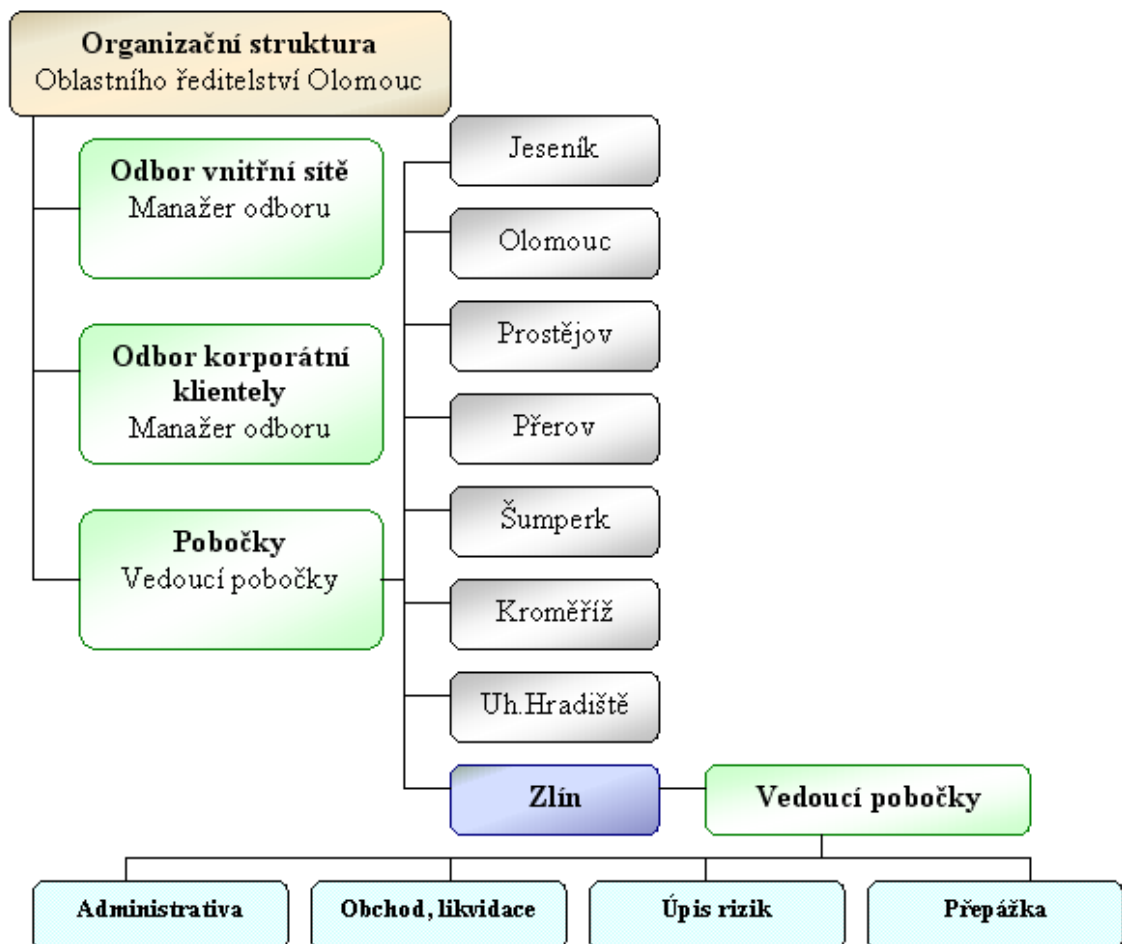 Organizační struktura
Oblastního ředitelství Olomouc
Odbor vnitřní sítě
Manažer odboru
Odbor korporátní
klientely
Manažer odboru
Pobočky
Vedoucí pobočky
Jeseník
Olomouc
Prostějov
Přerov
Šumperk
Kroměříž
Uh.Hradiště
Zlín
Vedoucí pobočky
Administrativa
Obchod, likvidace
Úpis rizik
Přepážka